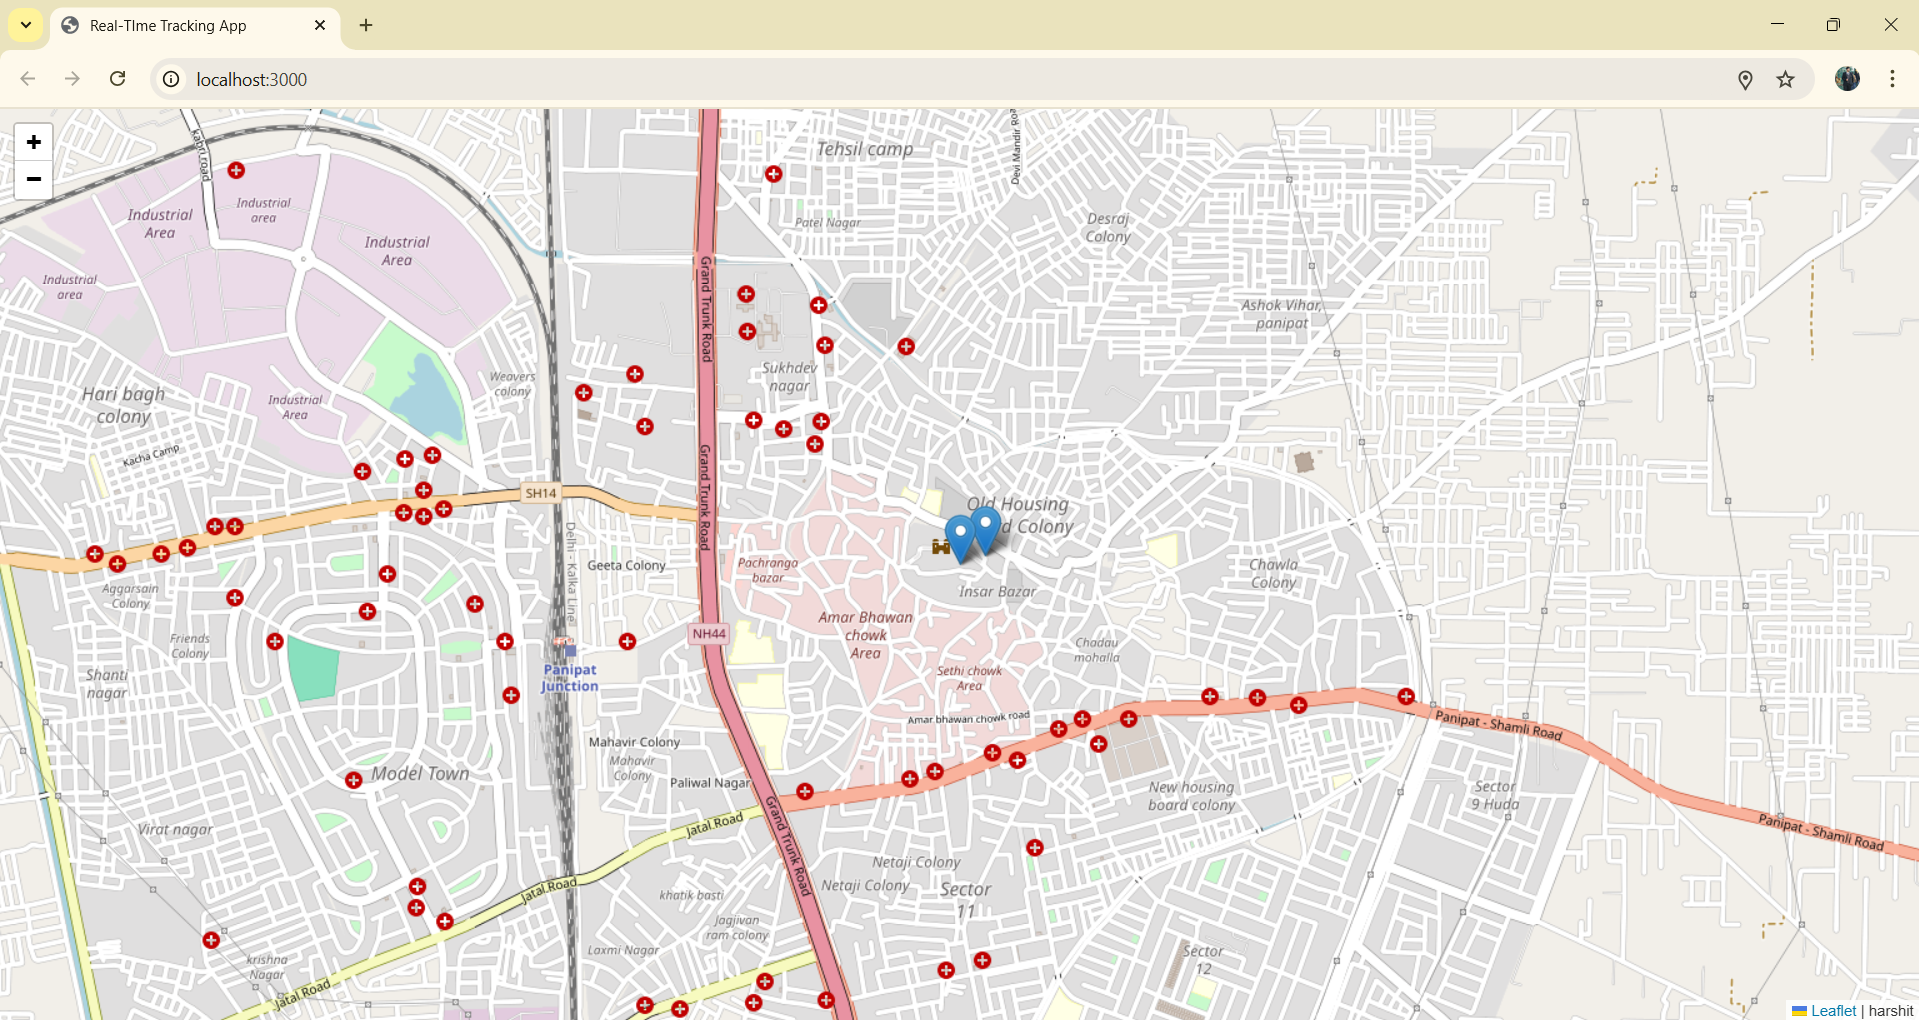 Real-TIme Tracking App
localhost:3000
+
−
kabri road
Tehsil camp
Devi Mandir Roa
Industrial
Area
Industrial
area
Patel Nagar
Desraj
Colony
Industrial
Area
Industrial
area
Grand Trunk Road
Ashok Vihar,
panipat
Sukhdev
nagar
Weavers
colony
Hari bagh
colony
Industrial
Area
Kacha Camp
Grand Trunk Road
SH14
Old Housing
d Colony
Delhi - Kalka Line
Geeta Colony
Pachranga
bazar
Chawla
Colony
Aggarsain
Colony
Insar Bazar
Amar Bhawan
chowk
Area
NH44
Friends
Colony
Chadau
mohalla
Panipat
Junction
Shanti
nagar
Sethi chowk
Area
Amar bhawan chowk road
Panipat - Shamli Road
Mahavir Colony
Mahavir
Colony
Model Town
Paliwal Nagar
New housing
board colony
Sector
9 Huda
Jatal Road
Grand Trunk Road
Virat nagar
Panipat - Shamli Road
Netaji Colony
Netaji Colony
Sector
11
Jatal Road
khatik basti
Jagjivan
ram colony
Laxmi Nagar
Sector
12
krishna
Nagar
Jatal Road
Leaflet | harshit